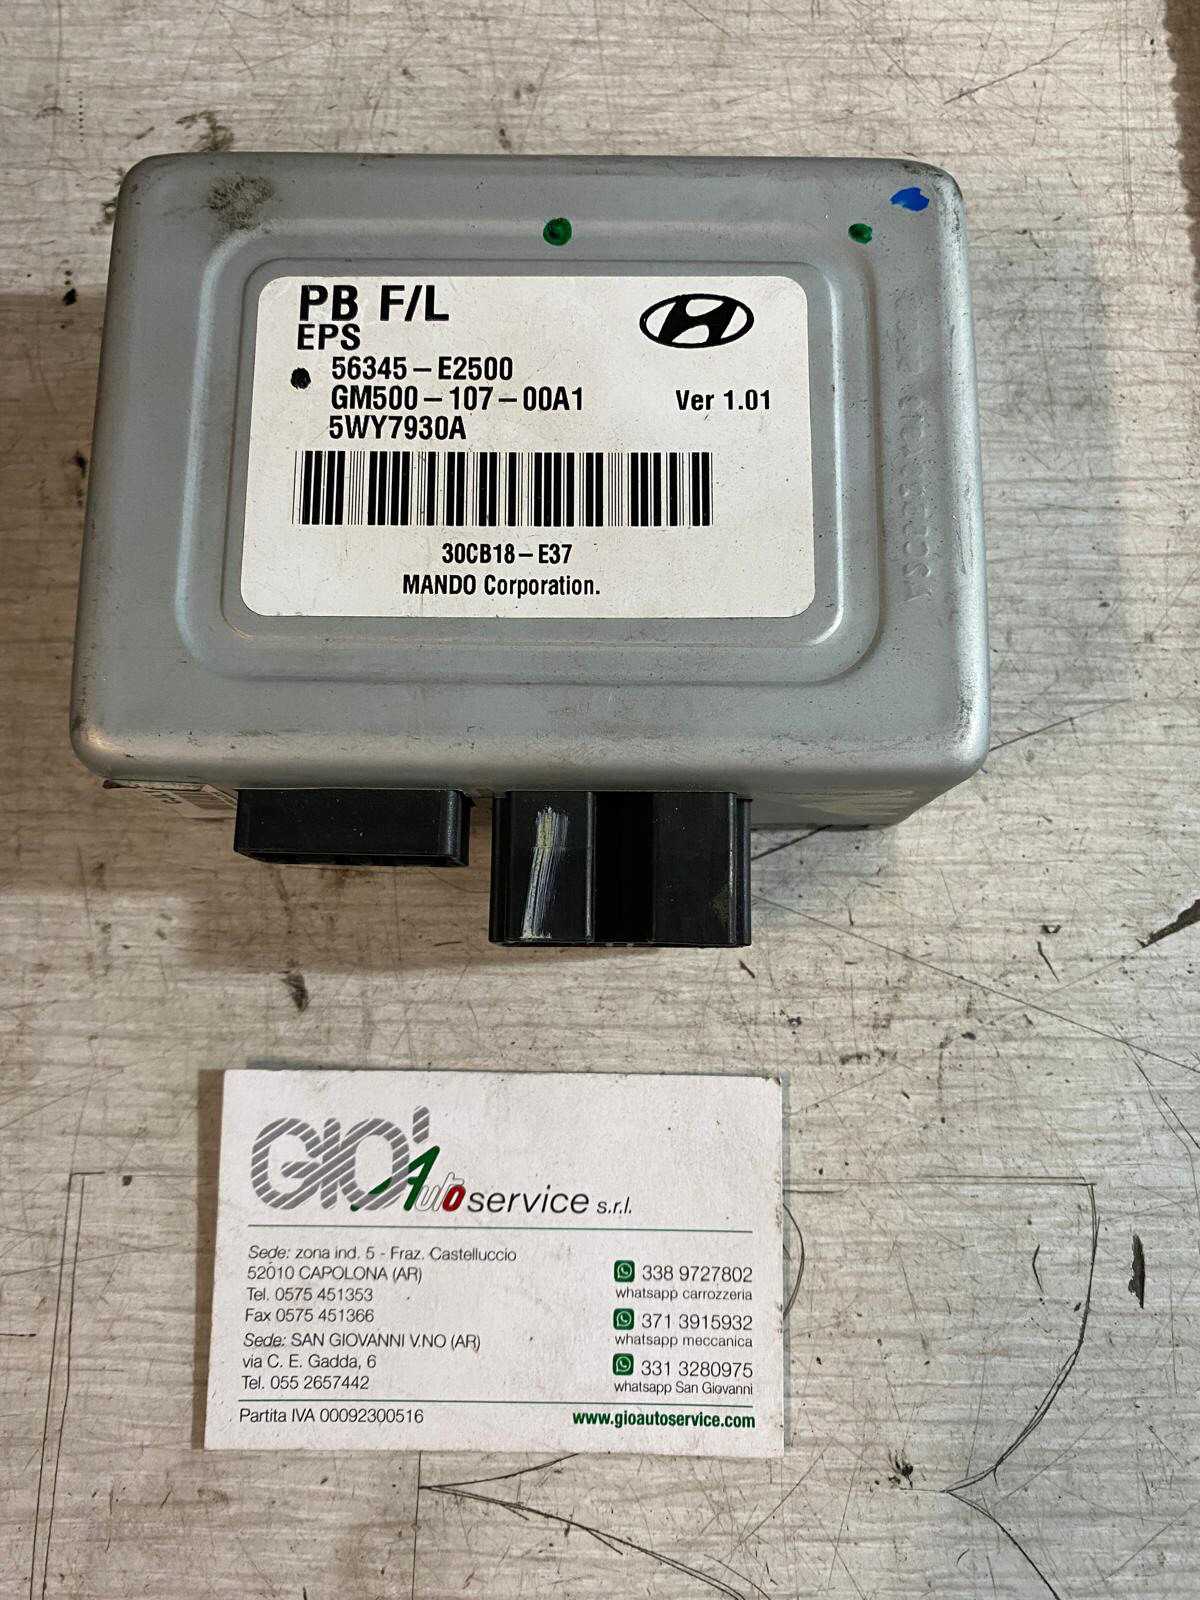 PB F/L
EPS
56345-E2500
GM500-107-00A1
Ver 1.01
5WY7930A
30CB18-E37
MANDO Corporation.
GIO' Auto service s.r.l.
Sede: zona ind. 5 - Fraz. Castelluccio
52010 CAPOLONA (AR)
Tel. 0575 451353
Fax 0575 451366
Sede: SAN GIOVANNI V.NO (AR)
via C. E. Gadda, 6
Tel. 055 2657442
338 9727802
whatsapp carrozzeria
371 3915932
whatsapp meccanica
331 3280975
whatsapp San Giovanni
Partita IVA 00092300516
www.gioautoservice.com